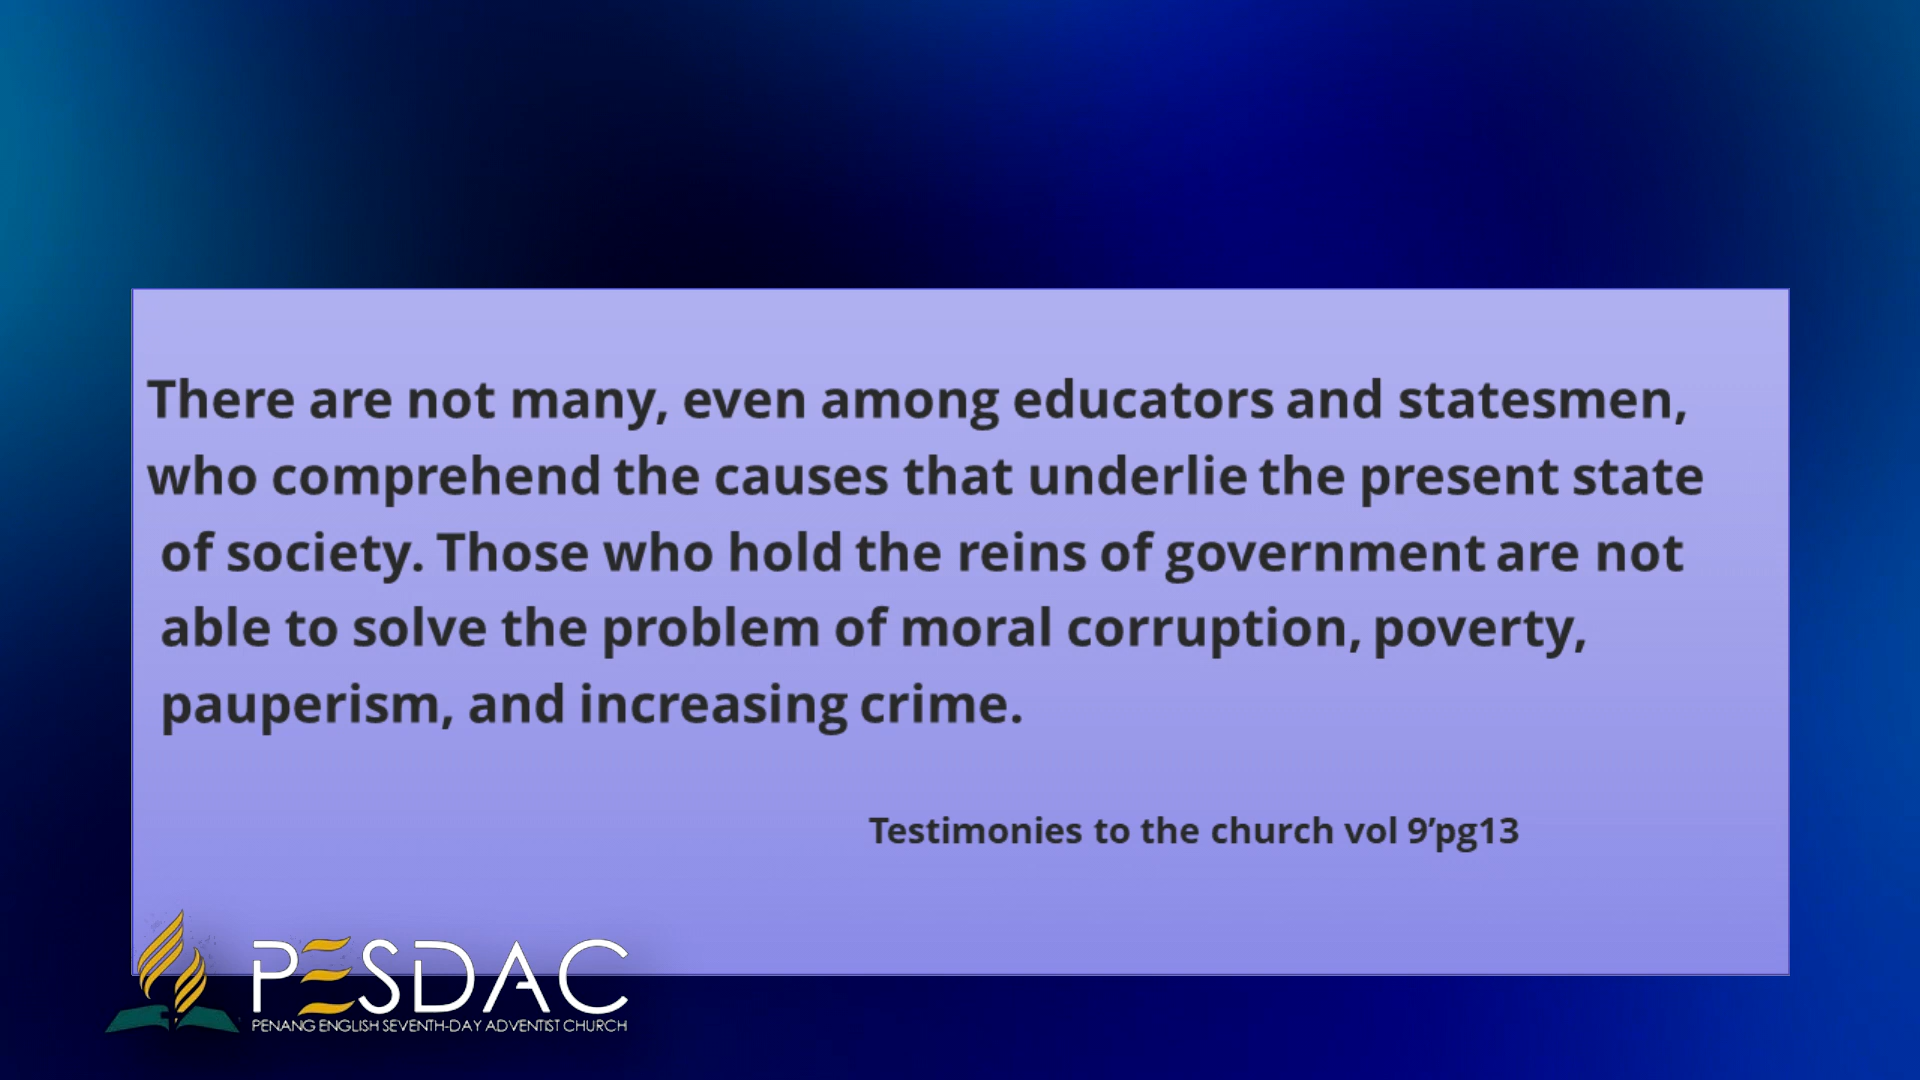 There are not many, even among educators and statesmen,
who comprehend the causes that underlie the present state
of society. Those who hold the reins of government are not
able to solve the problem of moral corruption, poverty,
pauperism, and increasing crime.
Testimonies to the church vol 9’pg13
PESDAC
PENANG ENGLISH SEVENTH-DAY ADVENTIST CHURCH